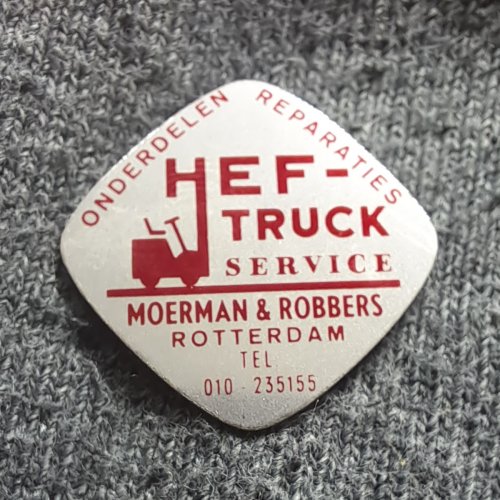 ONDERDELEN REPARATIES
HEF-
TRUCK
SERVICE
MOERMAN & ROBBERS
ROTTERDAM
TEL
010 - 235155